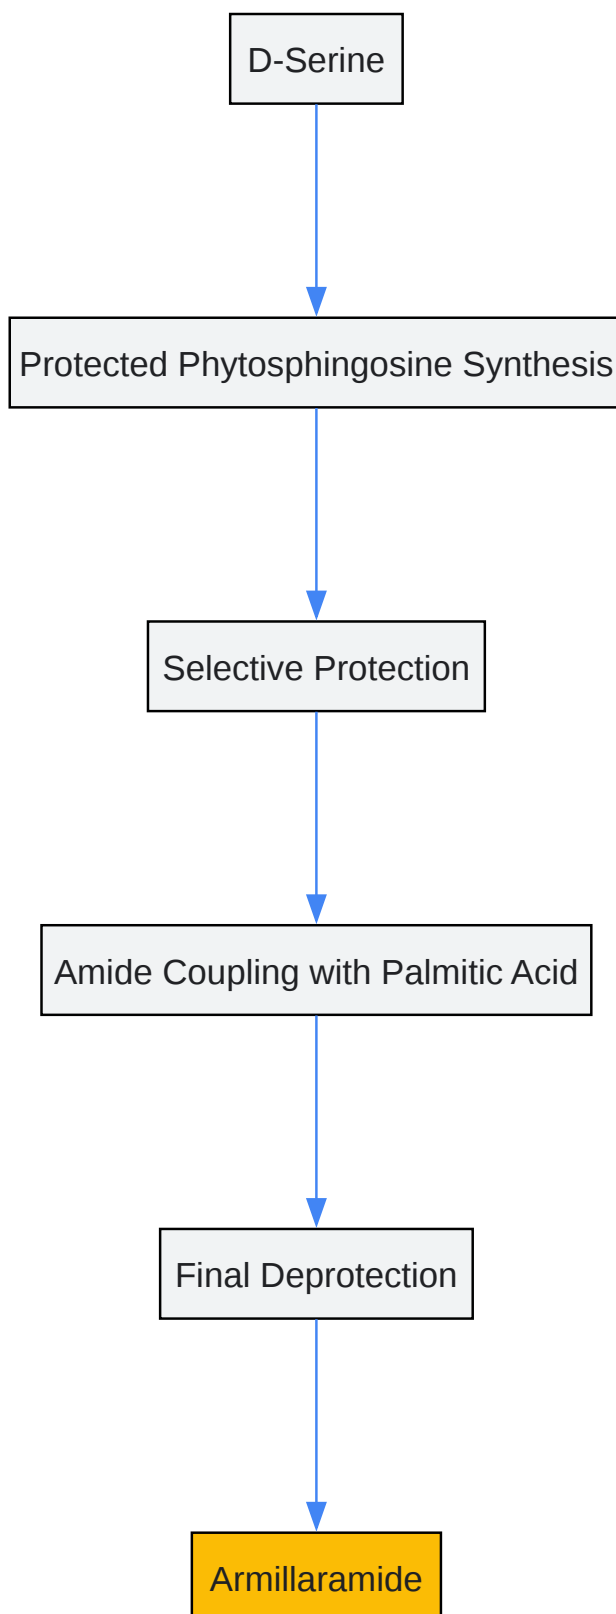 D-Serine
Protected Phytosphingosine Synthesis
Selective Protection
Amide Coupling with Palmitic Acid
Final Deprotection
Armillaramide